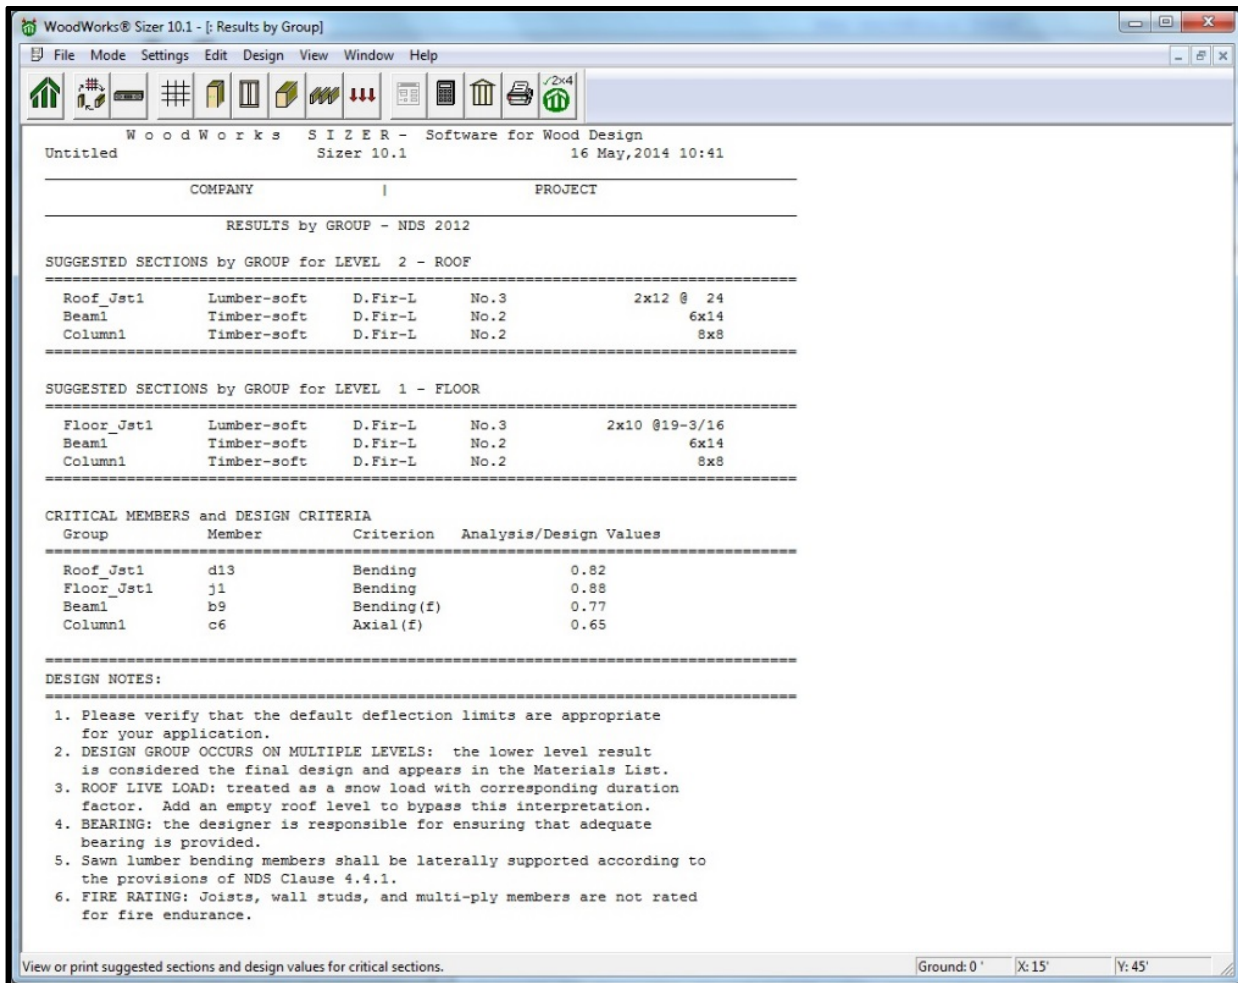 WoodWorks® Sizer 10.1 - [: Results by Group]
File Mode Settings Edit Design View Window Help
2x4
W o o d W o r k s S I Z E R - Software for Wood Design
Untitled Sizer 10.1 16 May,2014 10:41
COMPANY | PROJECT
RESULTS by GROUP - NDS 2012
SUGGESTED SECTIONS by GROUP for LEVEL 2 - ROOF
================================================================
Roof_Jst1 Lumber-soft D.Fir-L No.3 2x12 @ 24
Beam1 Timber-soft D.Fir-L No.2 6x14
Column1 Timber-soft D.Fir-L No.2 8x8
================================================================
SUGGESTED SECTIONS by GROUP for LEVEL 1 - FLOOR
================================================================
Floor_Jst1 Lumber-soft D.Fir-L No.3 2x10 @19-3/16
Beam1 Timber-soft D.Fir-L No.2 6x14
Column1 Timber-soft D.Fir-L No.2 8x8
================================================================
CRITICAL MEMBERS and DESIGN CRITERIA
Group Member Criterion Analysis/Design Values
================================================================
Roof_Jst1 d13 Bending 0.82
Floor_Jst1 j1 Bending 0.88
Beam1 b9 Bending(f) 0.77
Column1 c6 Axial(f) 0.65
================================================================
DESIGN NOTES:
================================================================
1. Please verify that the default deflection limits are appropriate
for your application.
2. DESIGN GROUP OCCURS ON MULTIPLE LEVELS: the lower level result
is considered the final design and appears in the Materials List.
3. ROOF LIVE LOAD: treated as a snow load with corresponding duration
factor. Add an empty roof level to bypass this interpretation.
4. BEARING: the designer is responsible for ensuring that adequate
bearing is provided.
5. Sawn lumber bending members shall be laterally supported according to
the provisions of NDS Clause 4.4.1.
6. FIRE RATING: Joists, wall studs, and multi-ply members are not rated
for fire endurance.
View or print suggested sections and design values for critical sections. Ground: 0 ' X: 15' Y: 45'